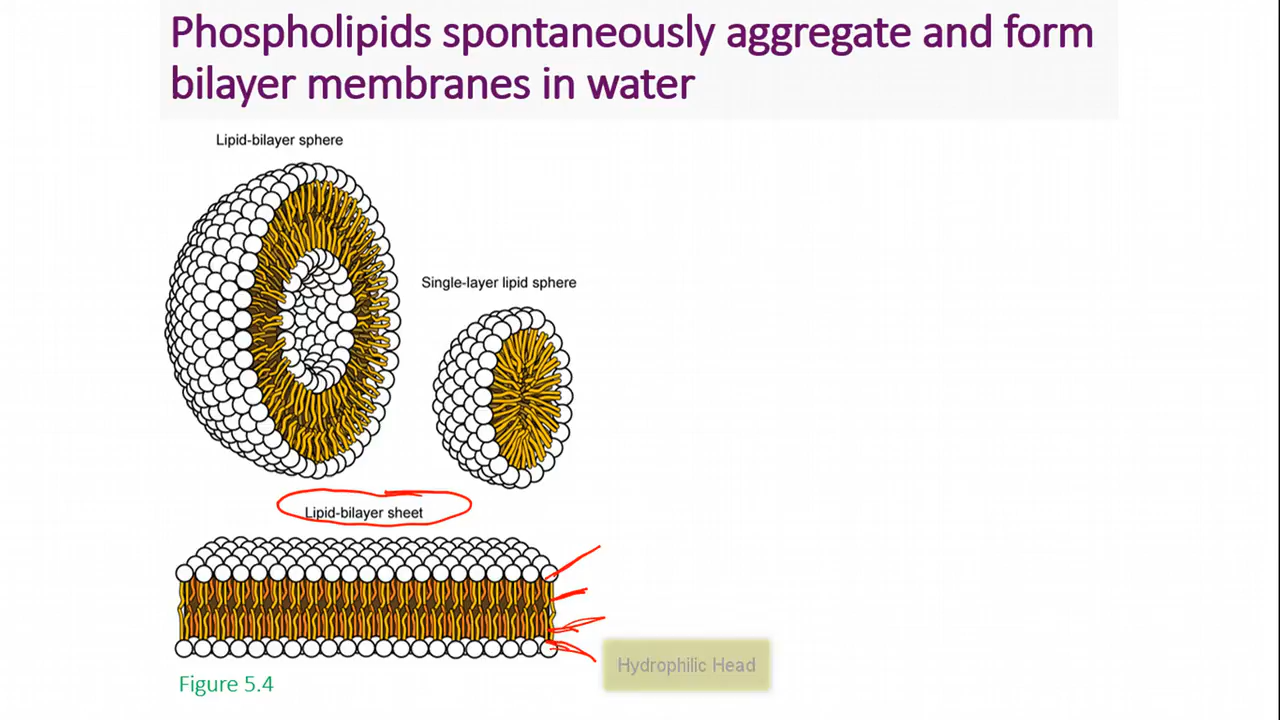 Phospholipids spontaneously aggregate and form
bilayer membranes in water
Lipid-bilayer sphere
Single-layer lipid sphere
Lipid-bilayer sheet
Hydrophilic Head
Figure 5.4